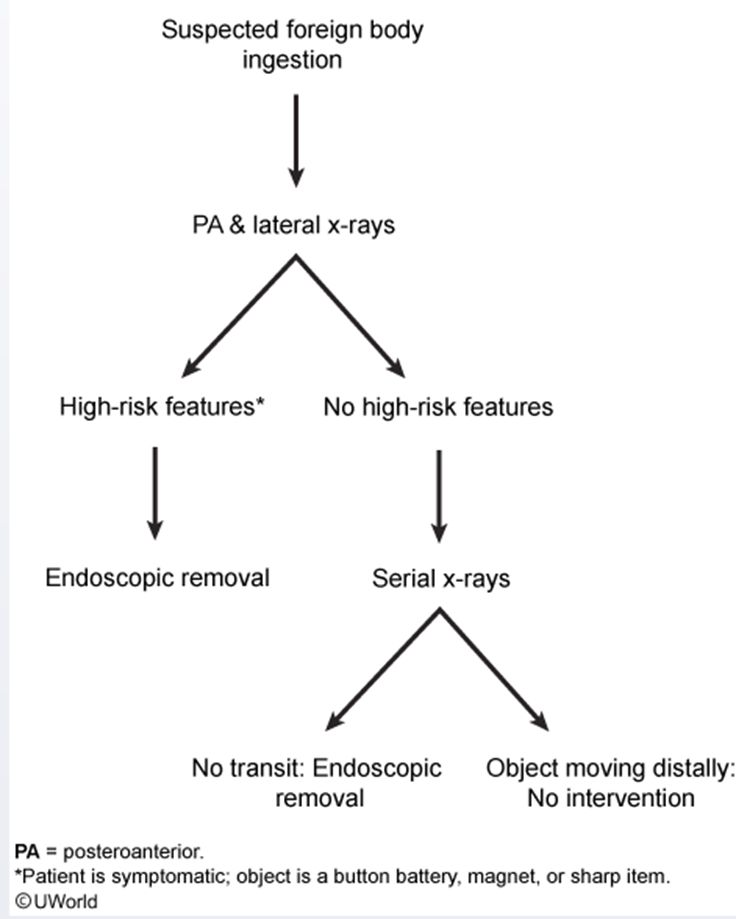 Suspected foreign body
ingestion
PA & lateral x-rays
High-risk features*
No high-risk features
Endoscopic removal
Serial x-rays
No transit: Endoscopic
removal
Object moving distally:
No intervention
PA = posteroanterior.
*Patient is symptomatic; object is a button battery, magnet, or sharp item.
©UWorld